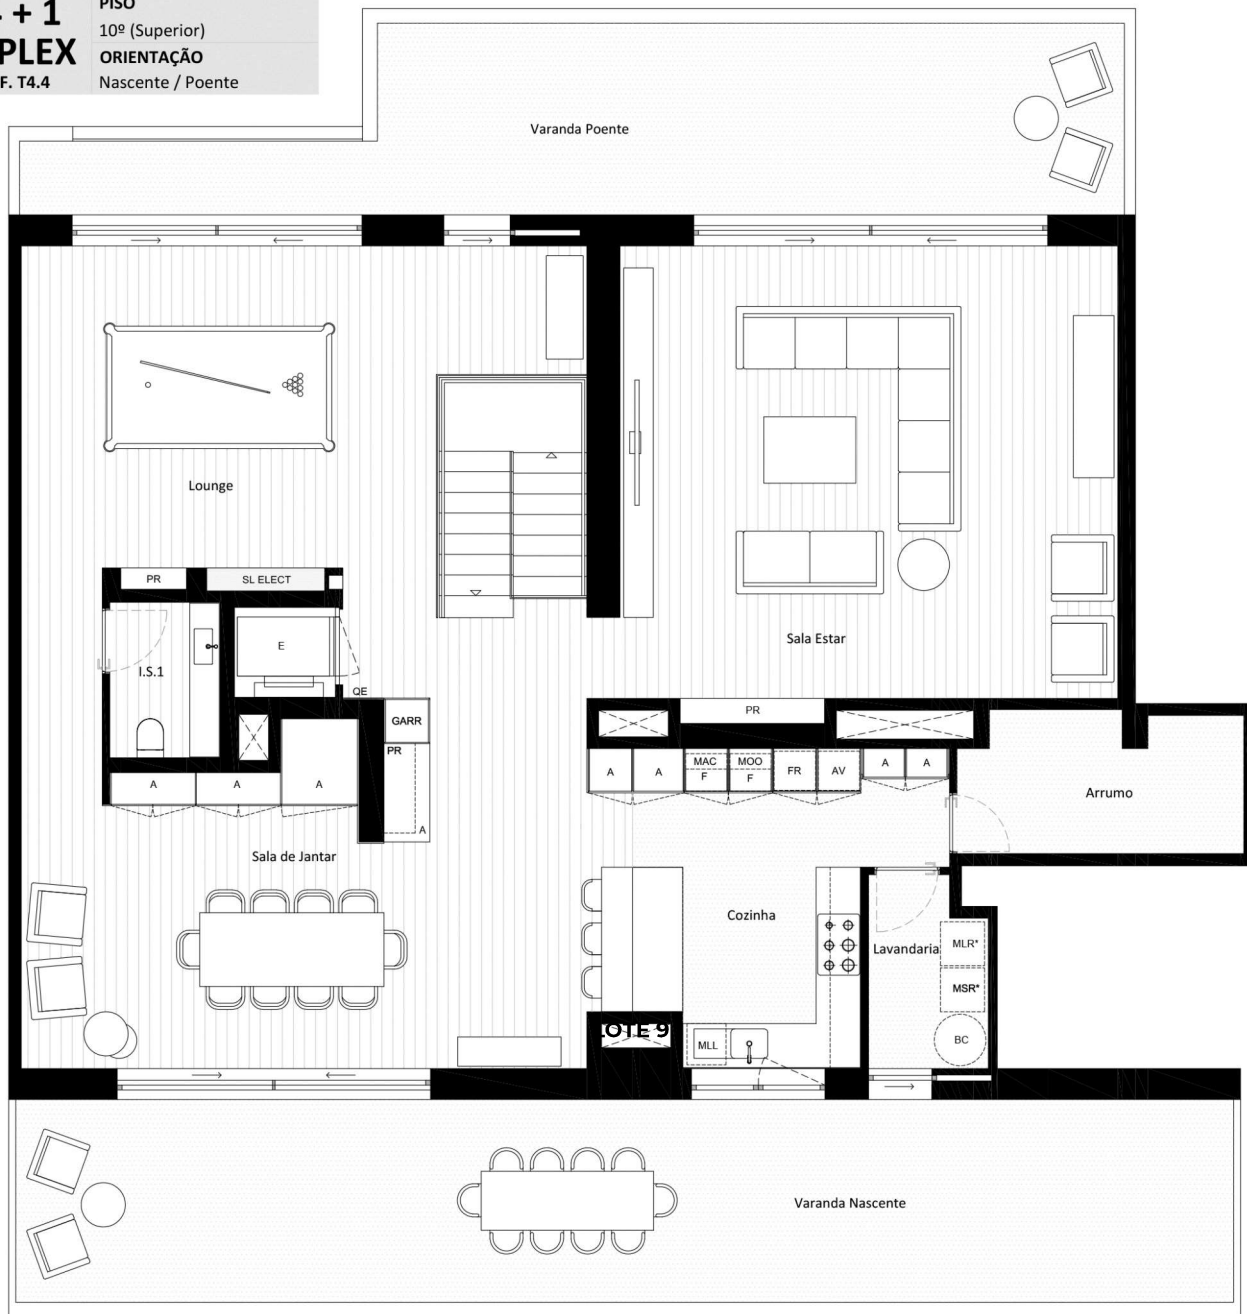 + 1
PLEX
F. T4.4
PISO
10º (Superior)
ORIENTAÇÃO
Nascente / Poente
Varanda Poente
Lounge
PR
SL ELECT
I.S.1
E
QE
GARR
PR
A
X
A
A
A
Sala de Jantar
Sala Estar
PR
A
A
MAC
F
MOO
F
FR
AV
A
A
Arrumo
Cozinha
Lavandaria
MLR*
MSR*
BC
LOTE 9
MLL
Varanda Nascente